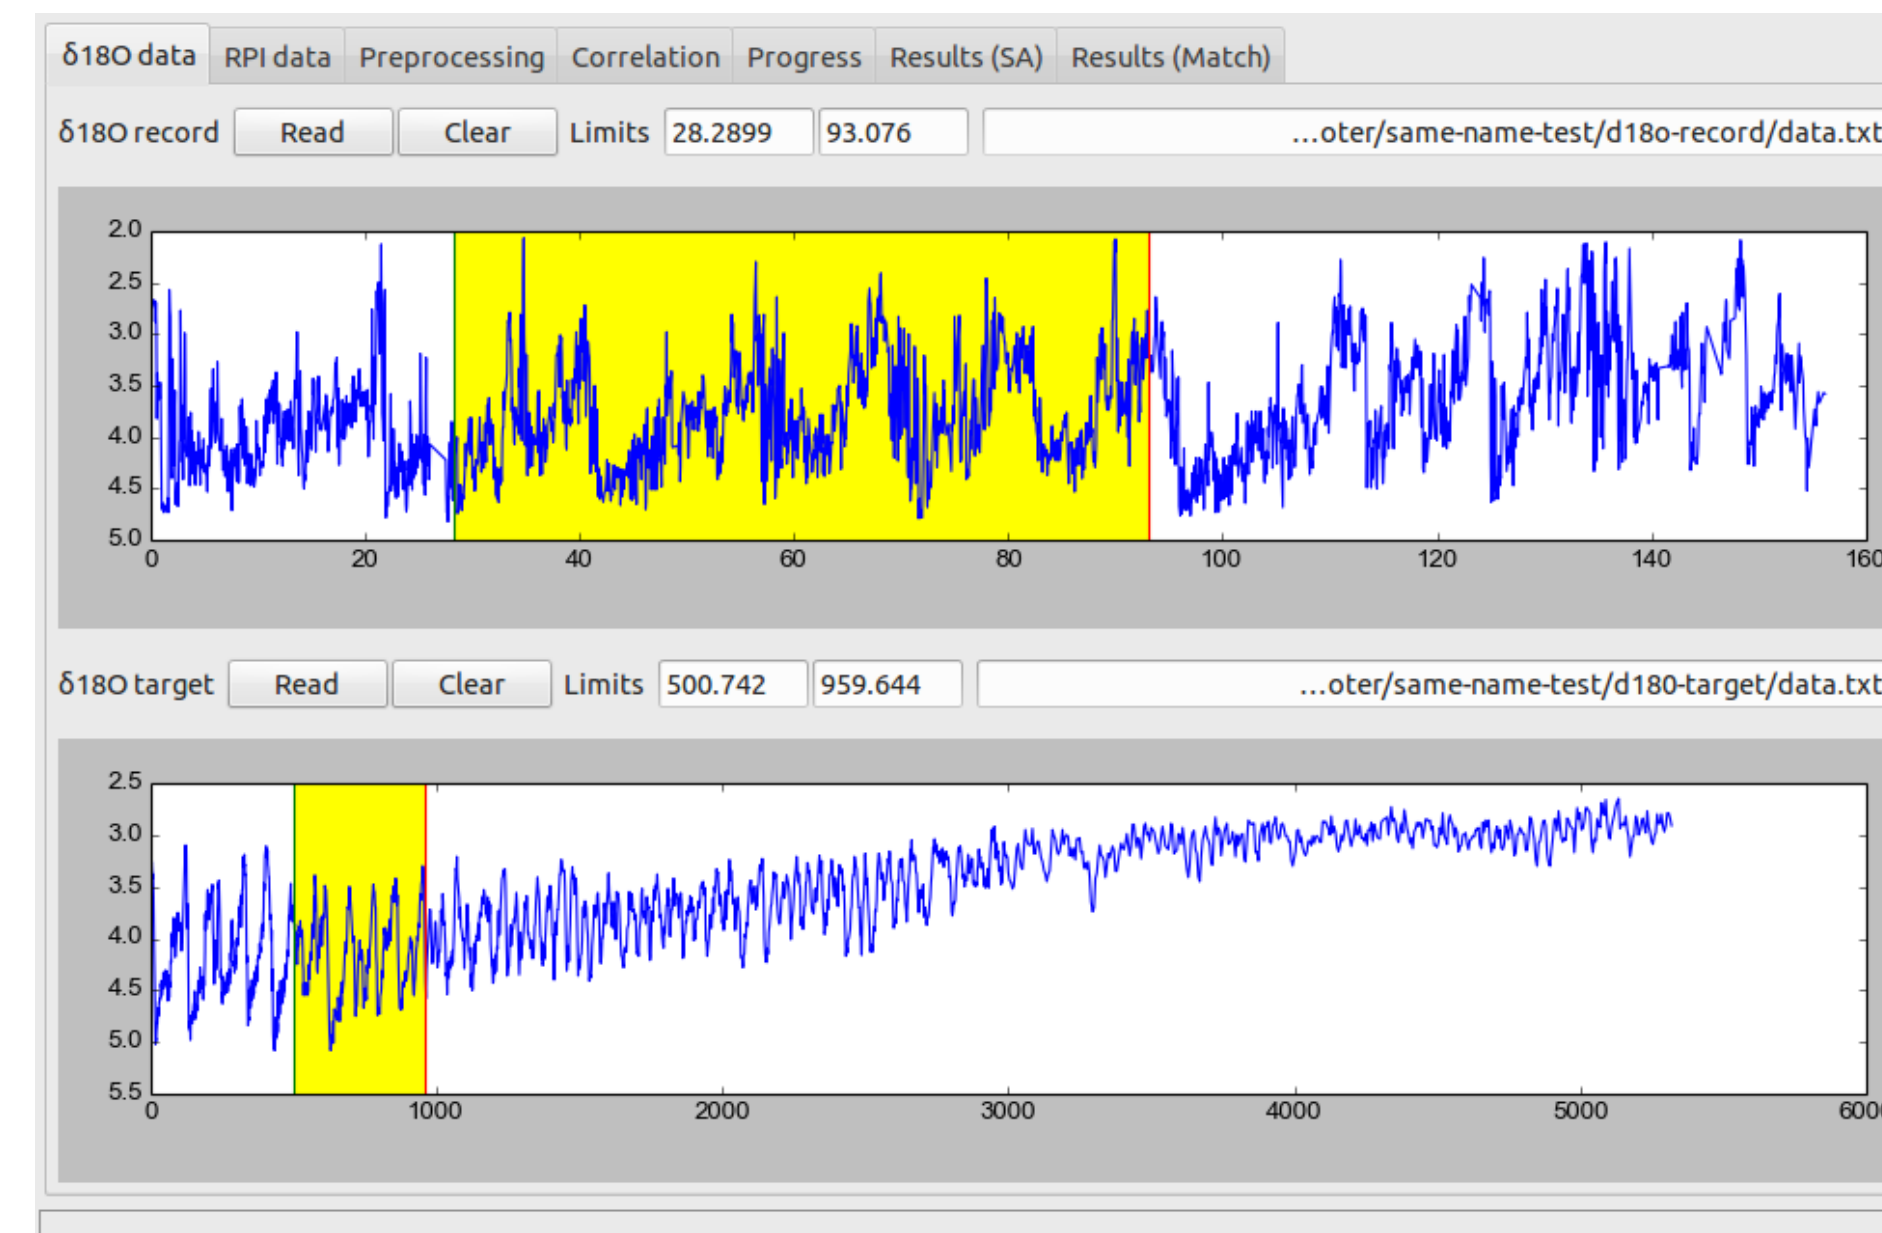 δ18O data RPI data Preprocessing Correlation Progress Results (SA) Results (Match)
δ18O record Read Clear Limits 28.2899 93.076 ...oter/same-name-test/d18o-record/data.txt
2.0
2.5
3.0
3.5
4.0
4.5
5.0
0 20 40 60 80 100 120 140 160
δ18O target Read Clear Limits 500.742 959.644 ...oter/same-name-test/d180-target/data.txt
2.5
3.0
3.5
4.0
4.5
5.0
5.5
0 1000 2000 3000 4000 5000 600